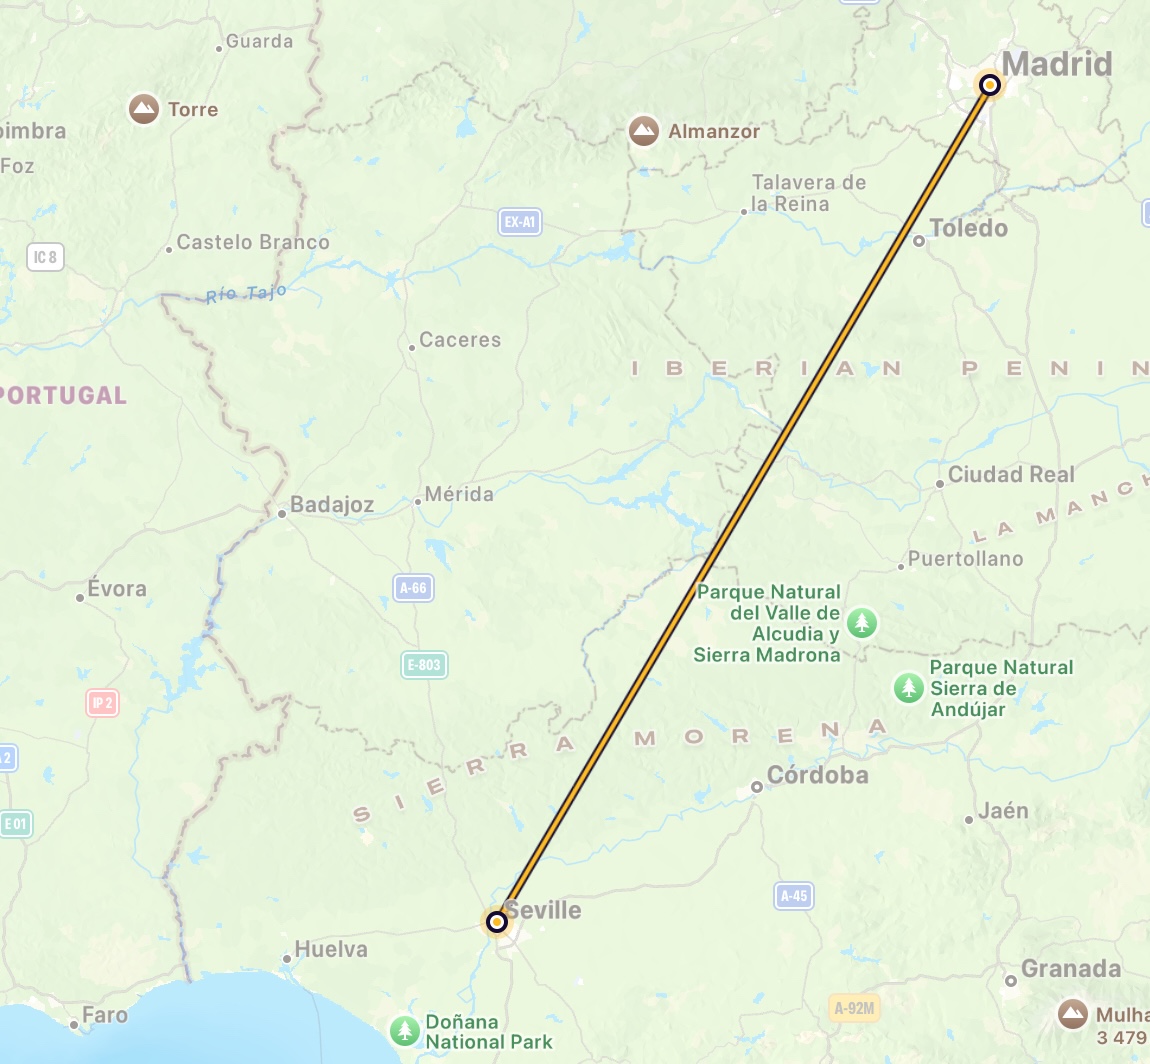 Guarda
Madrid
Torre
Almanzor
oimbra
Foz
Talavera de
la Reina
EX-A1
Toledo
Castelo Branco
IC 8
Río Tajo
Caceres
IBERIAN PENIN
PORTUGAL
Ciudad Real
Mérida
Badajoz
LA MANCH
Puertollano
A-66
Évora
Parque Natural
del Valle de
Alcudia y
Sierra Madrona
E-803
Parque Natural
Sierra de
Andújar
IP 2
SIERRA MORENA
A 2
Córdoba
Jaén
E 01
A-45
Seville
Huelva
Granada
A-92M
Faro
Doñana
National Park
Mulha
3 479